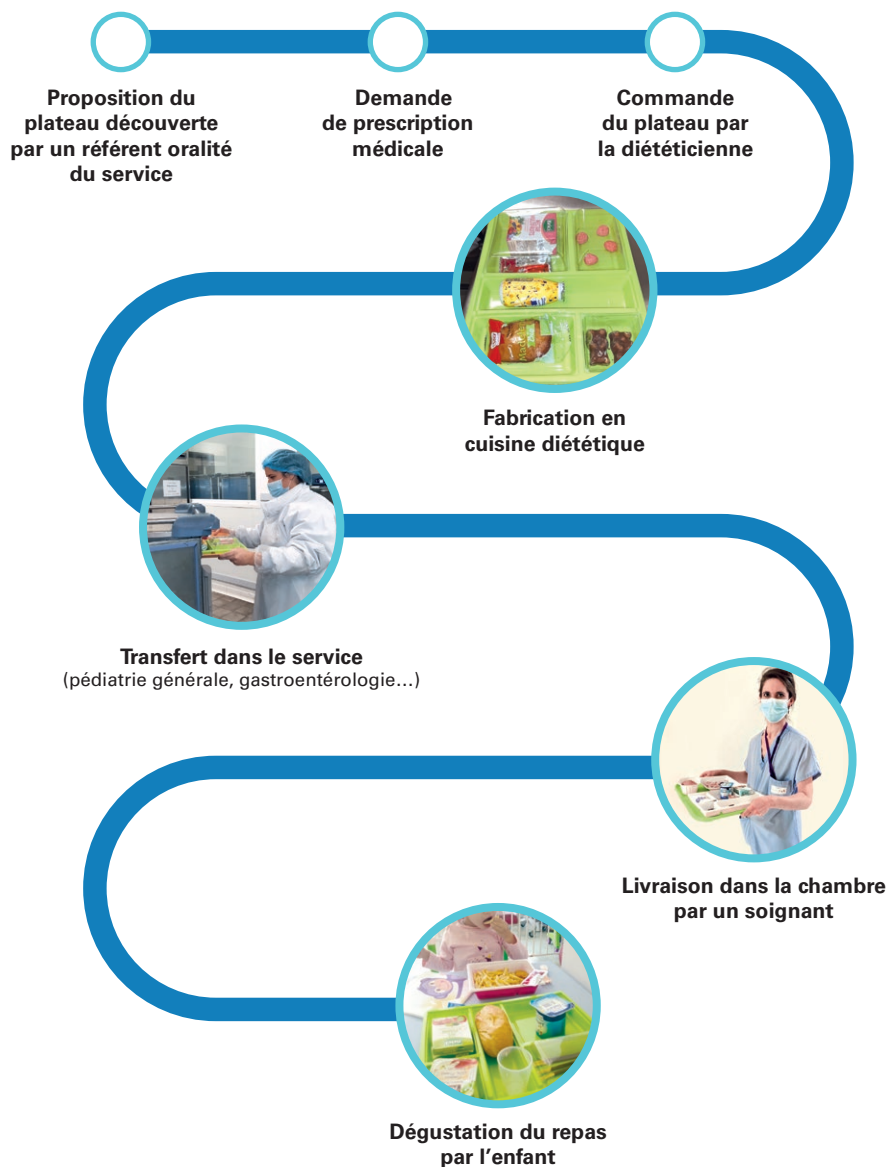 Proposition du
plateau découverte
par un référent oralité
du service
Demande
de prescription
médicale
Commande
du plateau par
la diététicienne
Fabrication en
cuisine diététique
Transfert dans le service
(pédiatrie générale, gastroentérologie…)
Livraison dans la chambre
par un soignant
Dégustation du repas
par l’enfant